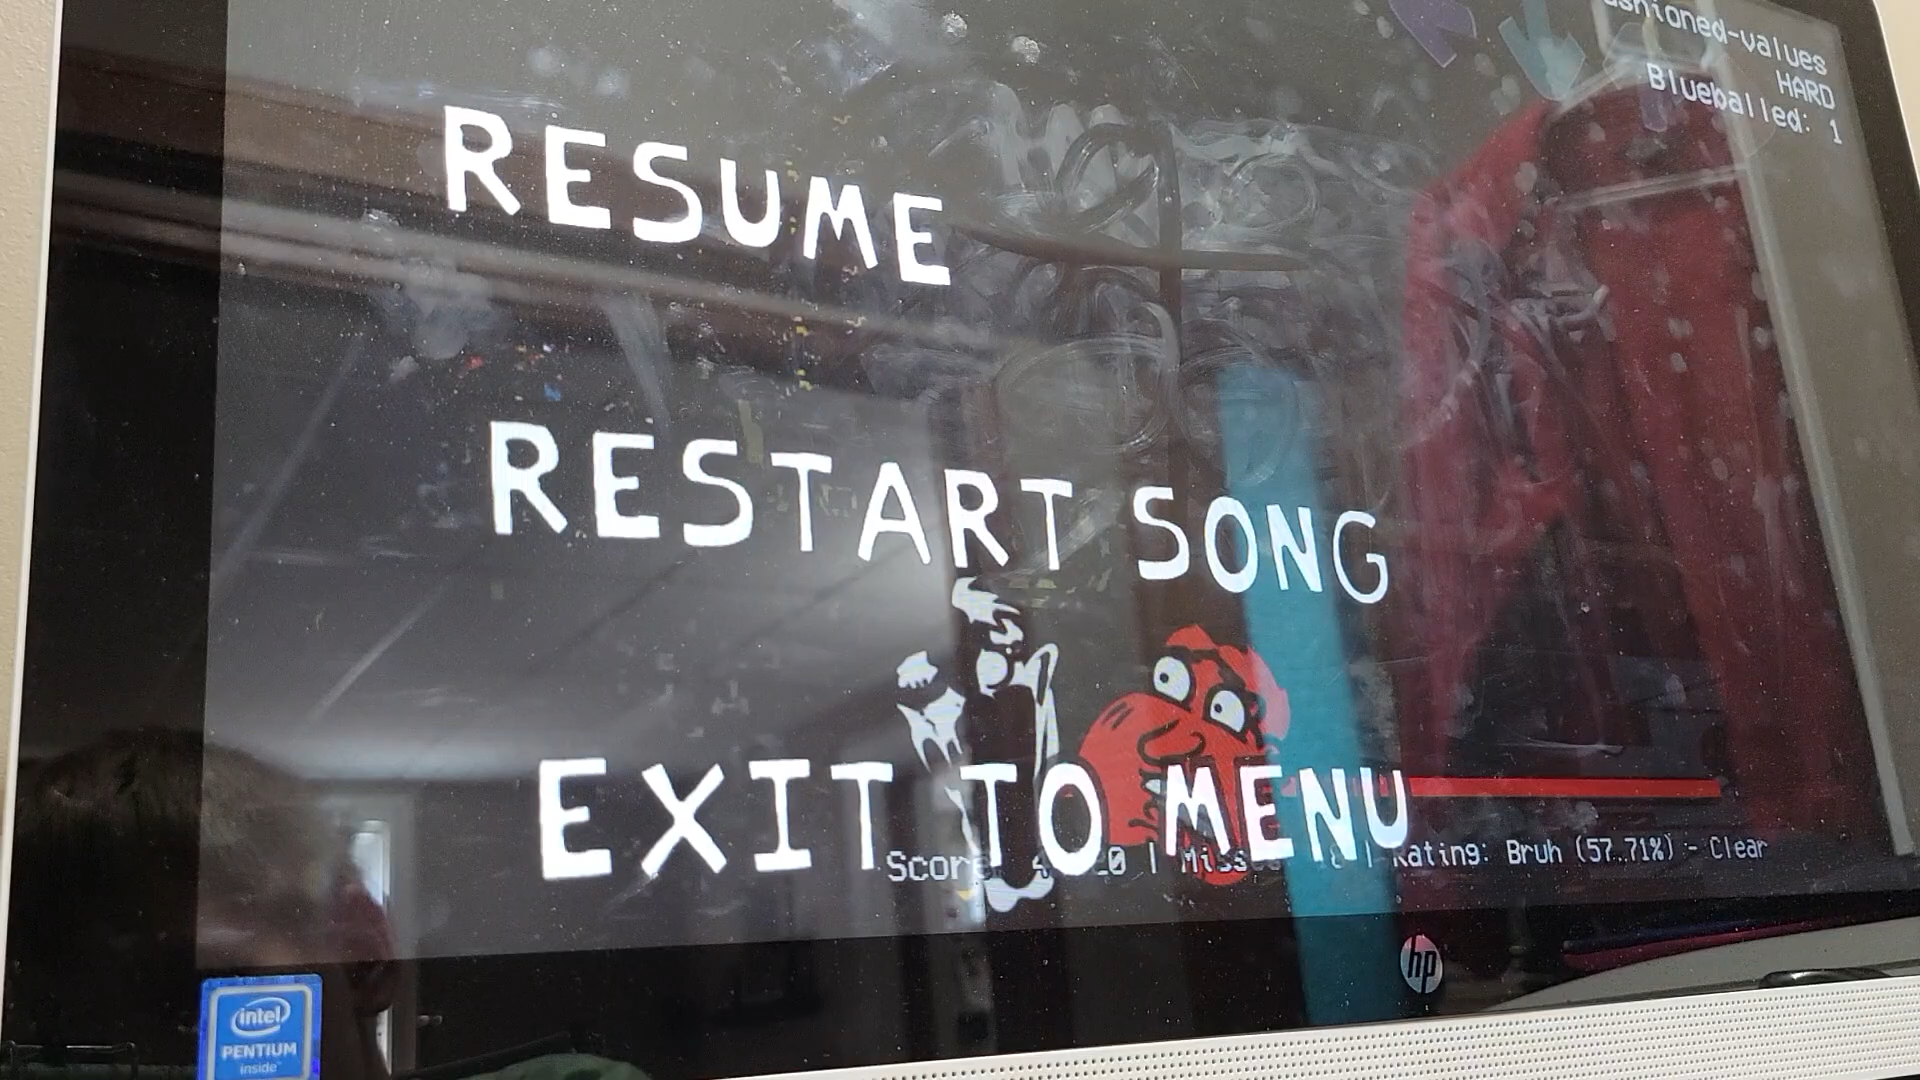 ashioned-values
HARD
Blueballed: 1
RESUME
RESTART SONG
EXIT TO MENU
Rating: Bruh (57.71%) - Clear
hp
intel
PENTIUM
inside